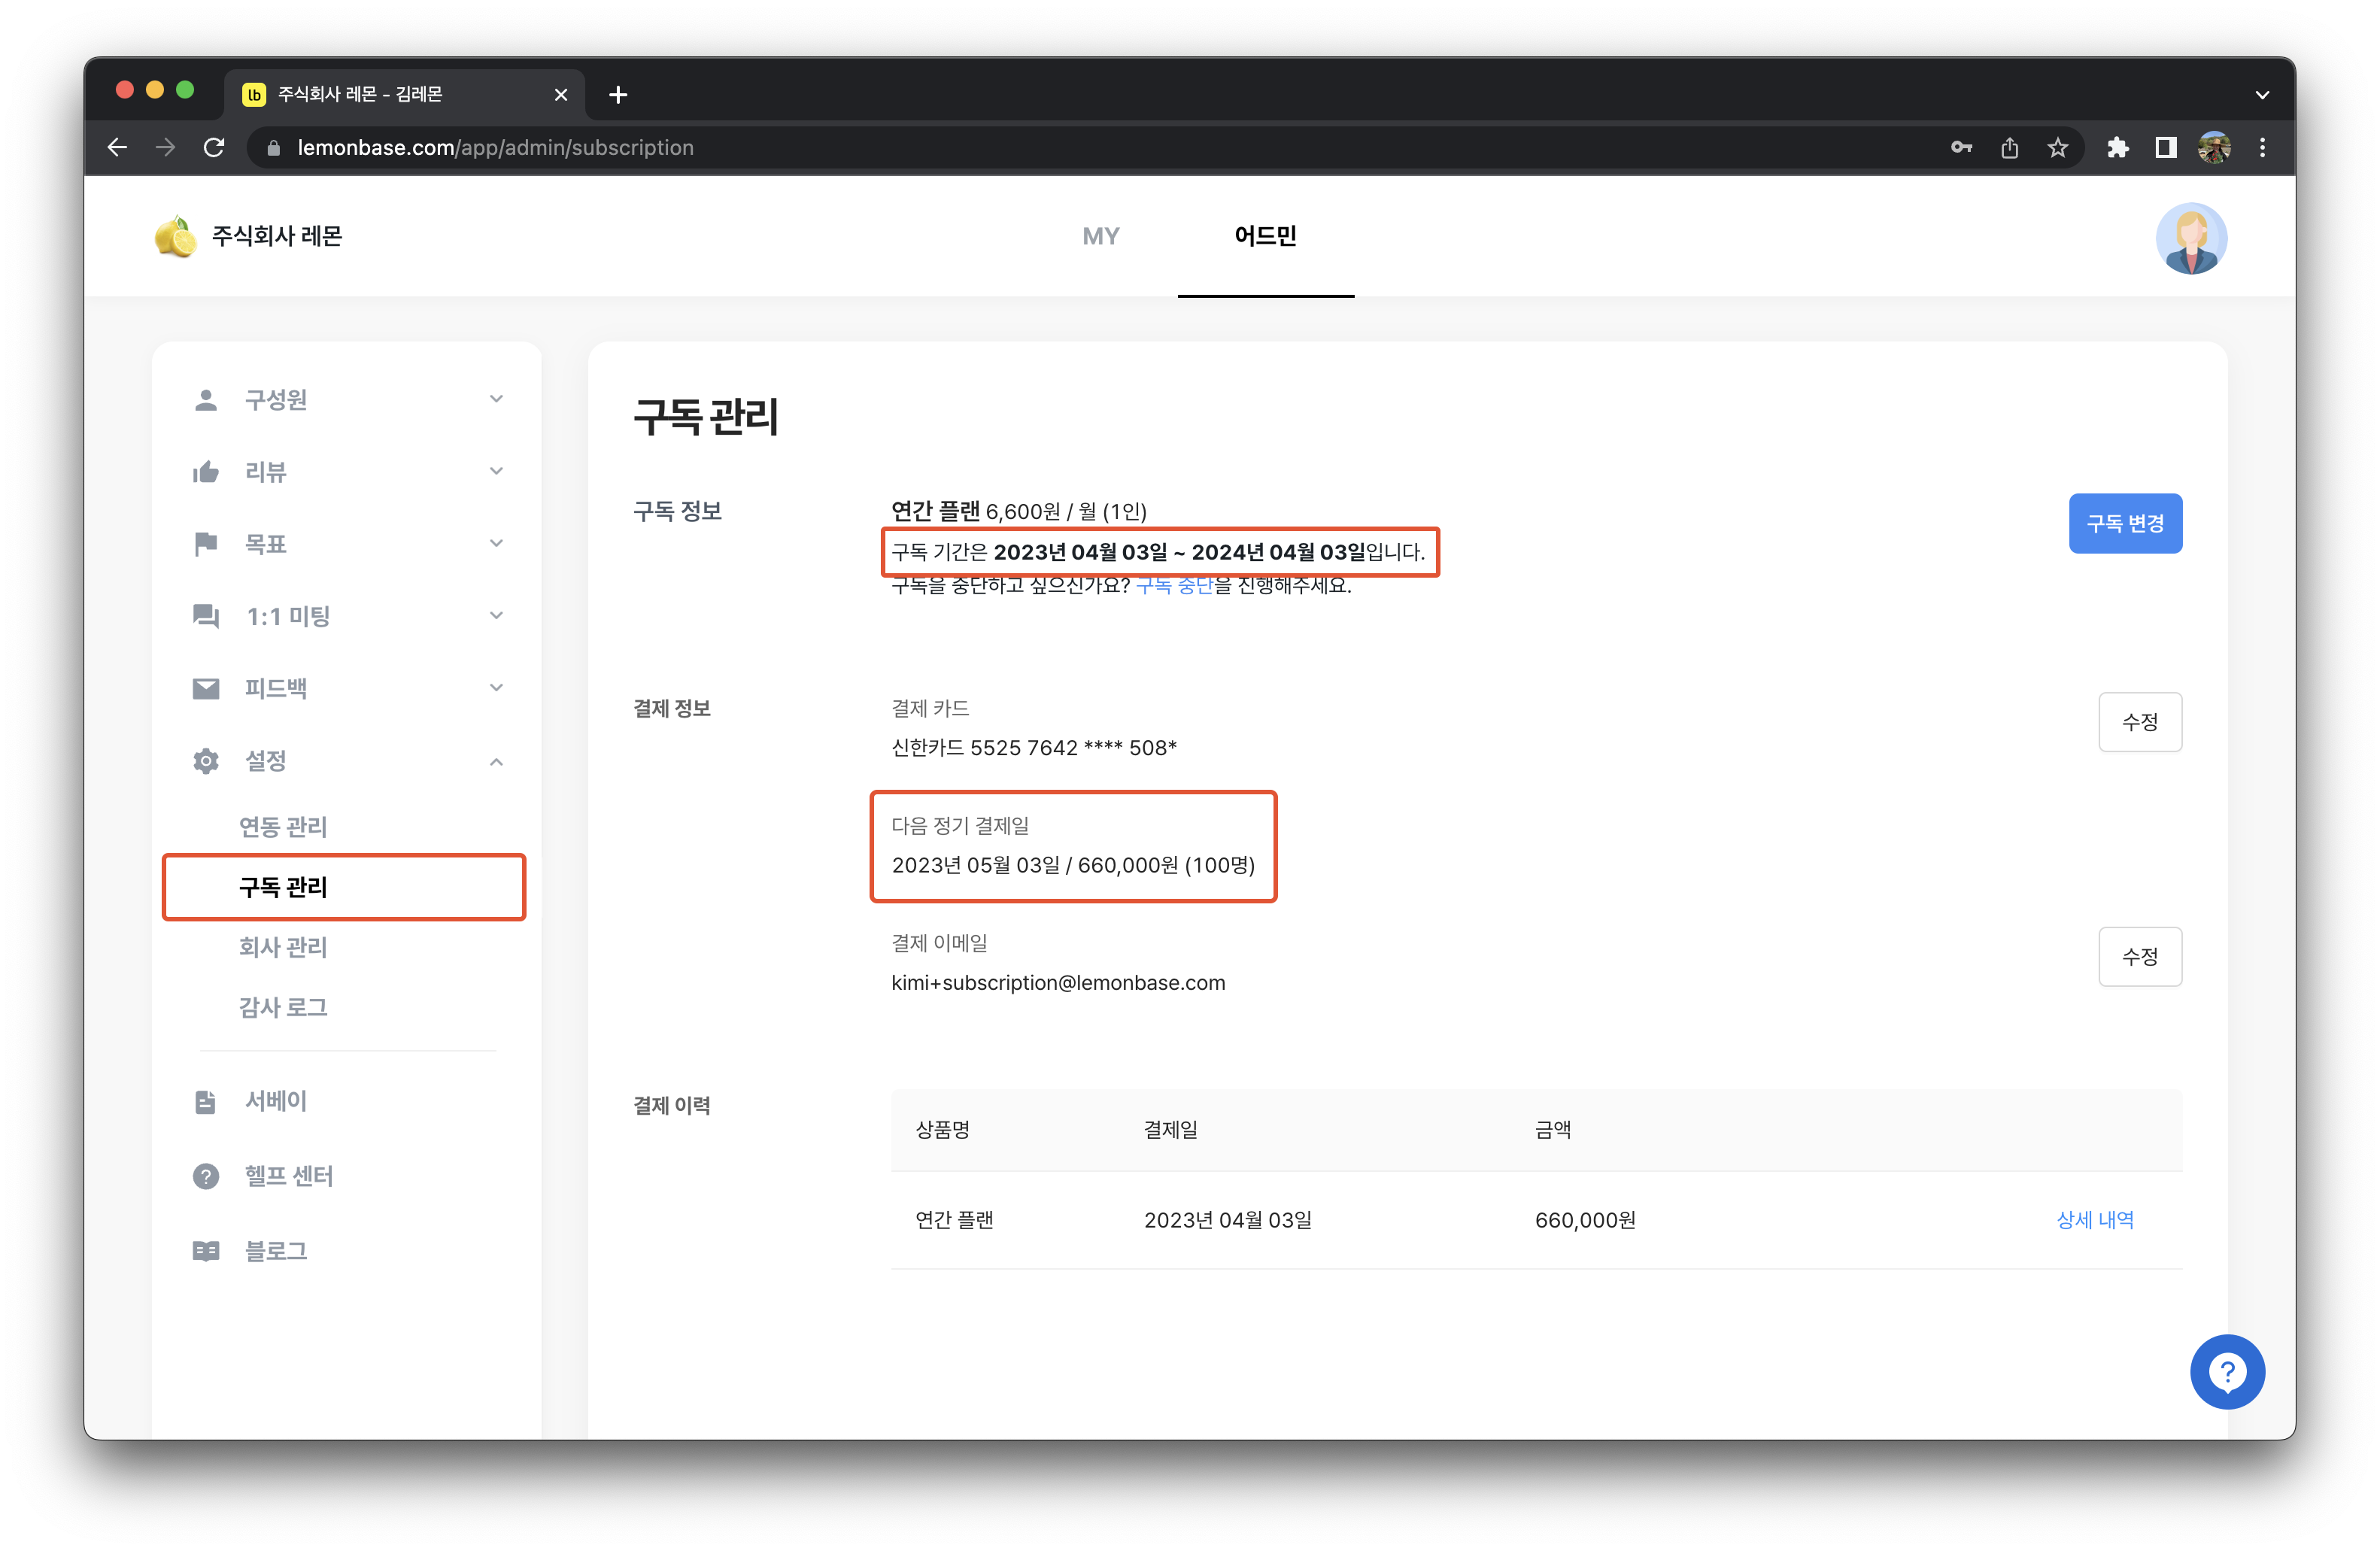 lb 주식회사 레몬 - 김레몬
lemonbase.com/app/admin/subscription
주식회사 레몬
MY
어드민
구성원
리뷰
목표
1:1 미팅
피드백
설정
연동 관리
구독 관리
회사 관리
감사 로그
서베이
헬프 센터
블로그
구독 관리
구독 정보
연간 플랜 6,600원 / 월 (1인)
구독 기간은 2023년 04월 03일 ~ 2024년 04월 03일입니다.
구독을 중단하고 싶으신가요? 구독 중단을 진행해주세요.
구독 변경
결제 정보
결제 카드
신한카드 5525 7642 **** 508*
수정
다음 정기 결제일
2023년 05월 03일 / 660,000원 (100명)
결제 이메일
kimi+subscription@lemonbase.com
수정
결제 이력
상품명 결제일 금액
연간 플랜 2023년 04월 03일 660,000원 상세 내역